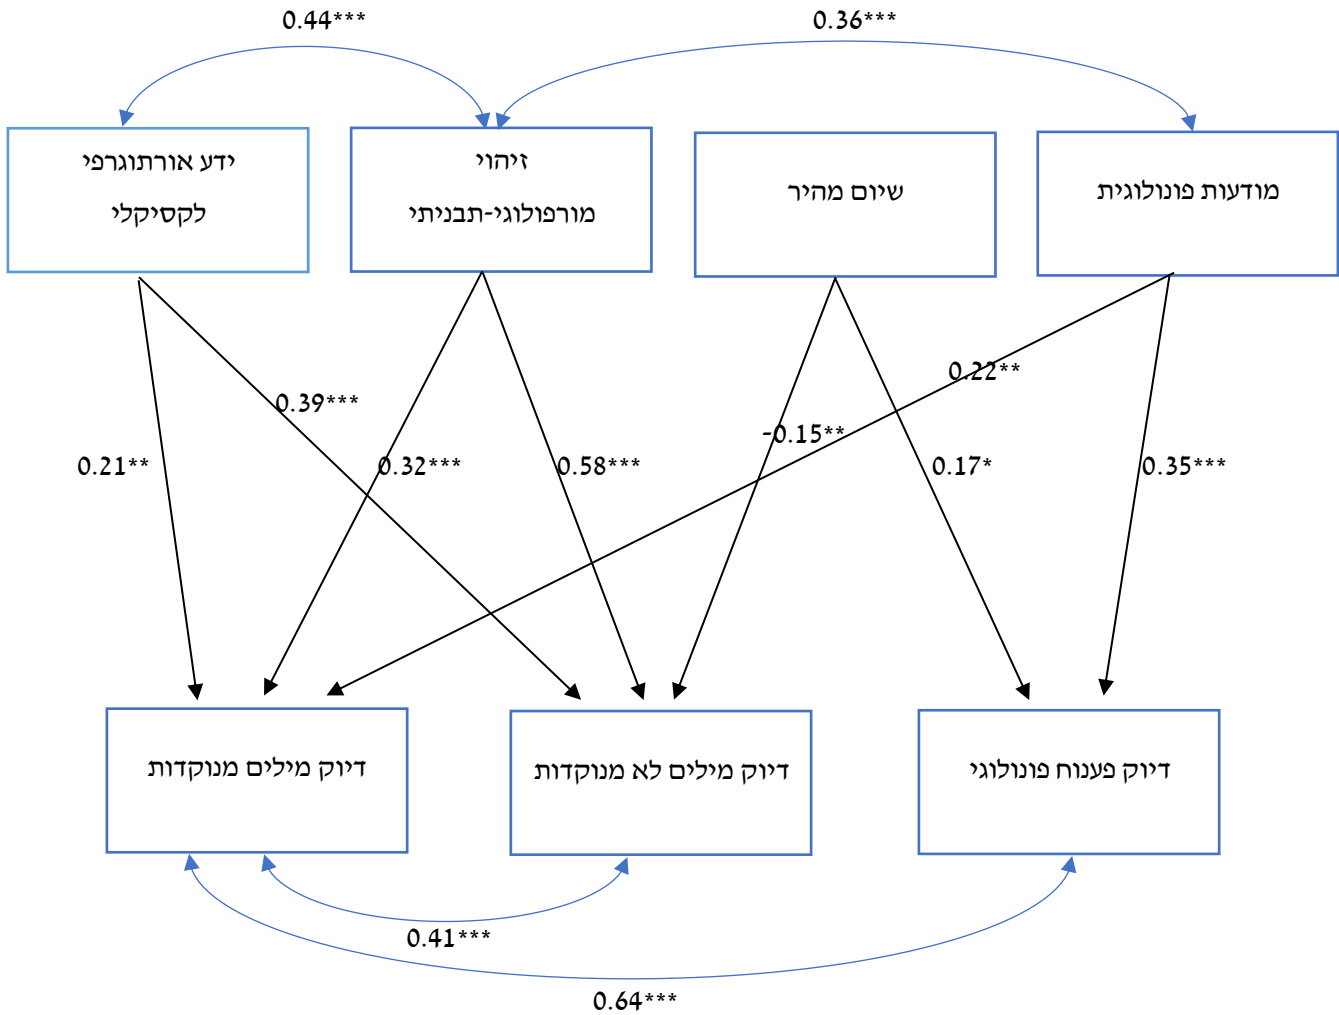 0.44***
0.36***
ידע אורתוגרפי
לקסיקלי
זיהוי
מורפולוגי-תבניתי
שיום מהיר
מודעות פונולוגית
0.22**
0.39***
-0.15**
0.21**
0.32***
0.58***
0.17*
0.35***
דיוק מילים מנוקדות
דיוק מילים לא מנוקדות
דיוק פענוח פונולוגי
0.41***
0.64***